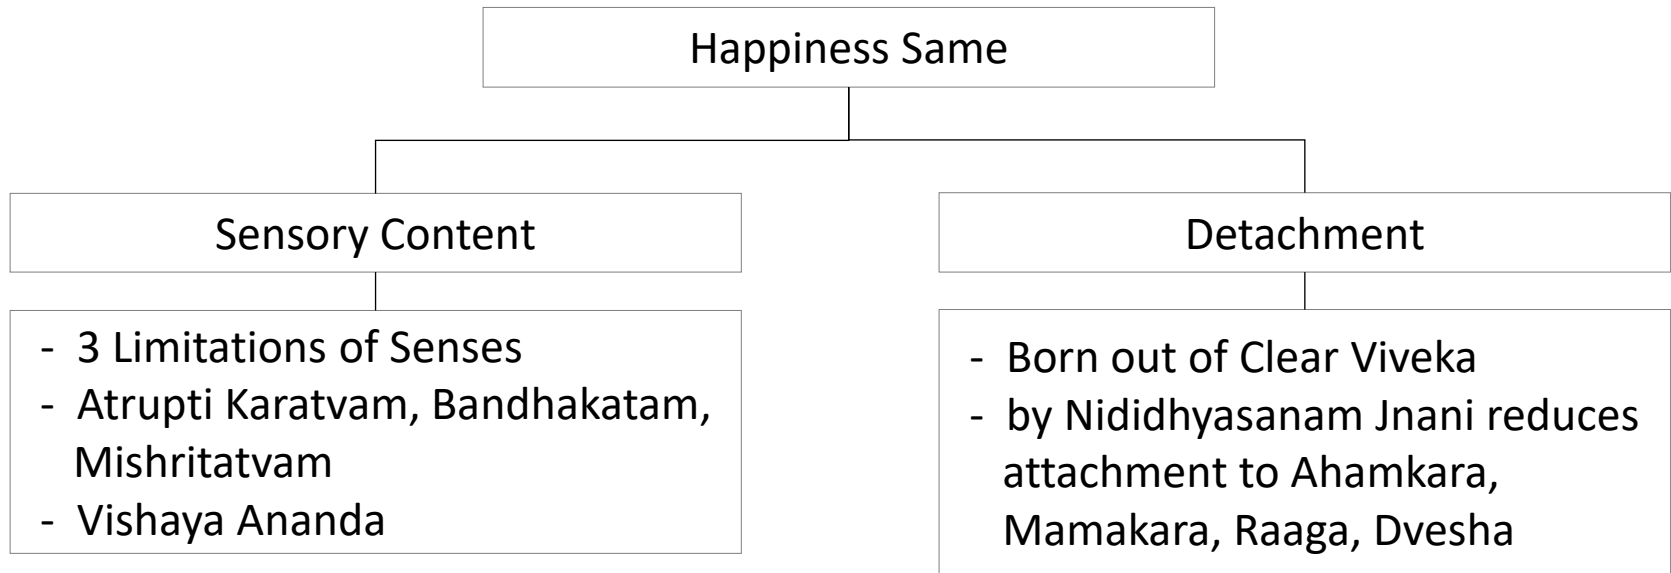 Happiness Same
Sensory Content
- 3 Limitations of Senses
- Atrupti Karatvam, Bandhakatam,
Mishritatvam
- Vishaya Ananda
Detachment
- Born out of Clear Viveka
- by Nididhyasanam Jnani reduces
attachment to Ahamkara,
Mamakara, Raaga, Dvesha